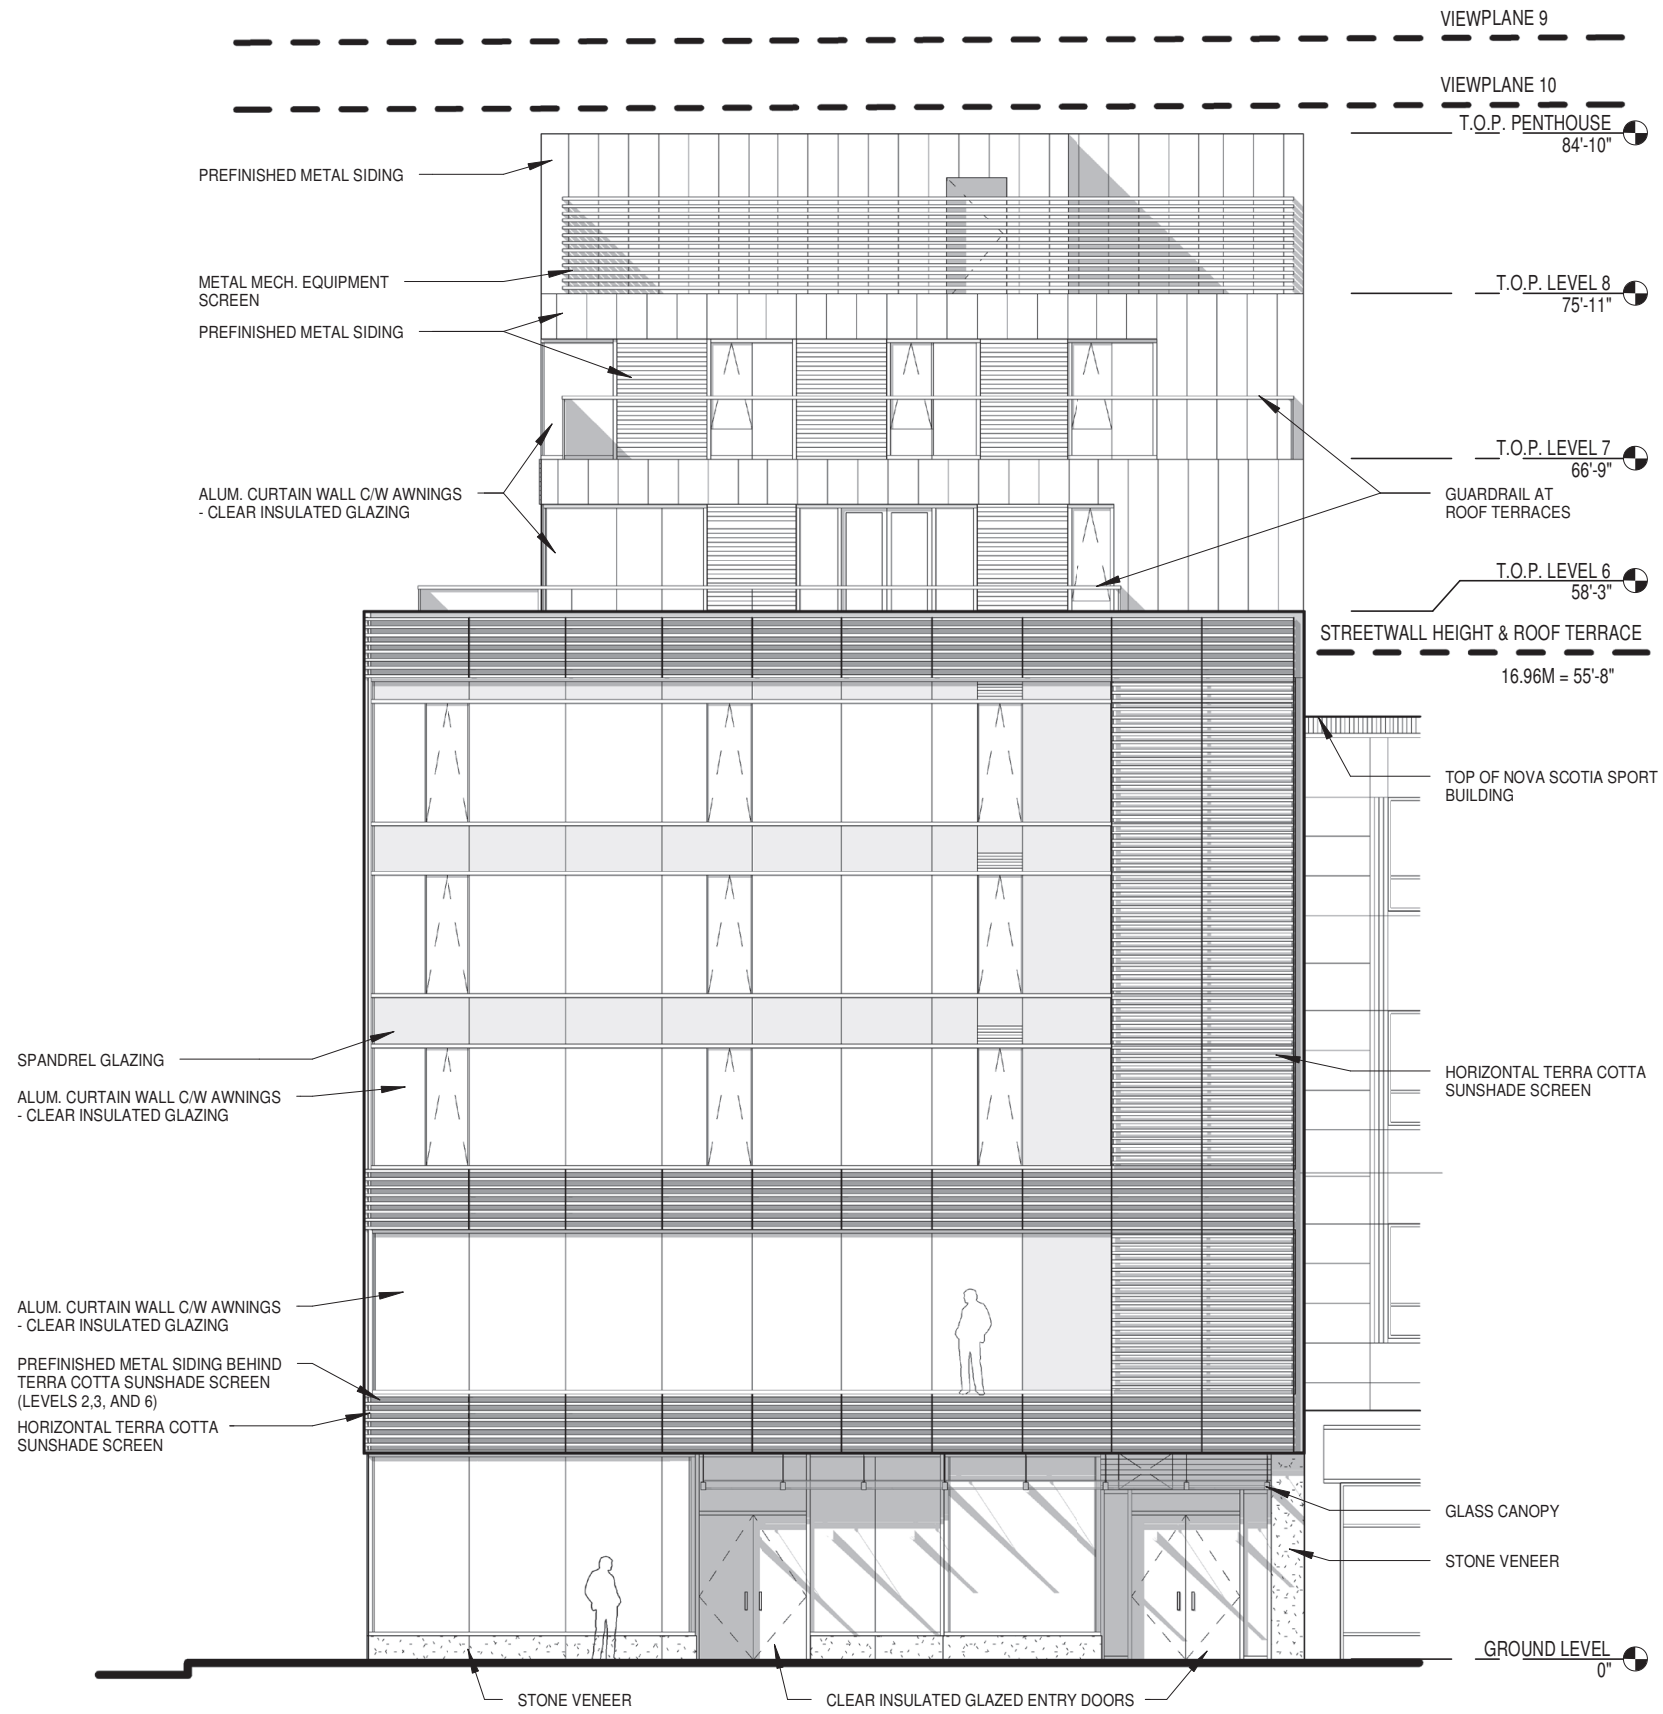 VIEWPLANE 9
VIEWPLANE 10
T.O.P. PENTHOUSE
84'-10"
PREFINISHED METAL SIDING
METAL MECH. EQUIPMENT
SCREEN
T.O.P. LEVEL 8
75'-11"
PREFINISHED METAL SIDING
T.O.P. LEVEL 7
66'-9"
ALUM. CURTAIN WALL C/W AWNINGS
- CLEAR INSULATED GLAZING
GUARDRAIL AT
ROOF TERRACES
T.O.P. LEVEL 6
58'-3"
STREETWALL HEIGHT & ROOF TERRACE
16.96M = 55'-8"
TOP OF NOVA SCOTIA SPORT
BUILDING
SPANDREL GLAZING
ALUM. CURTAIN WALL C/W AWNINGS
- CLEAR INSULATED GLAZING
HORIZONTAL TERRA COTTA
SUNSHADE SCREEN
ALUM. CURTAIN WALL C/W AWNINGS
- CLEAR INSULATED GLAZING
PREFINISHED METAL SIDING BEHIND
TERRA COTTA SUNSHADE SCREEN
(LEVELS 2,3, AND 6)
HORIZONTAL TERRA COTTA
SUNSHADE SCREEN
GLASS CANOPY
STONE VENEER
GROUND LEVEL
0"
STONE VENEER
CLEAR INSULATED GLAZED ENTRY DOORS